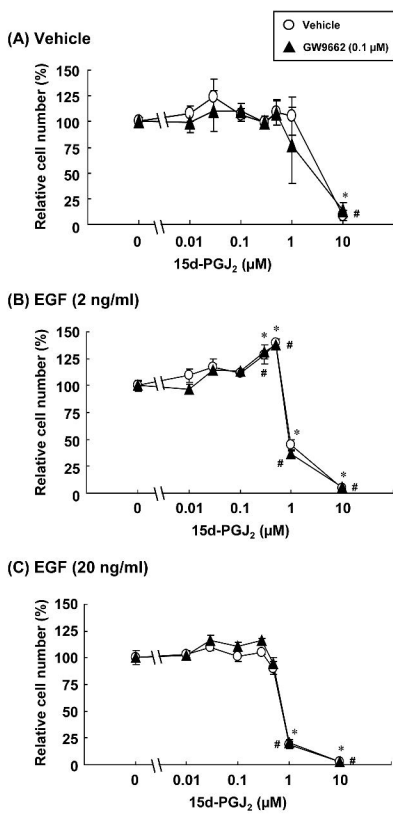 Vehicle
GW9662 (0.1 µM)
(A) Vehicle
Relative cell number (%)
150
125
100
75
50
25
0
* #
0 0.01 0.1 1 10
15d-PGJ2 (µM)
(B) EGF (2 ng/ml)
Relative cell number (%)
150
125
100
75
50
25
0
* *
#
#
*
#
*
#
0 0.01 0.1 1 10
15d-PGJ2 (µM)
(C) EGF (20 ng/ml)
Relative cell number (%)
150
125
100
75
50
25
0
# *
* #
0 0.01 0.1 1 10
15d-PGJ2 (µM)